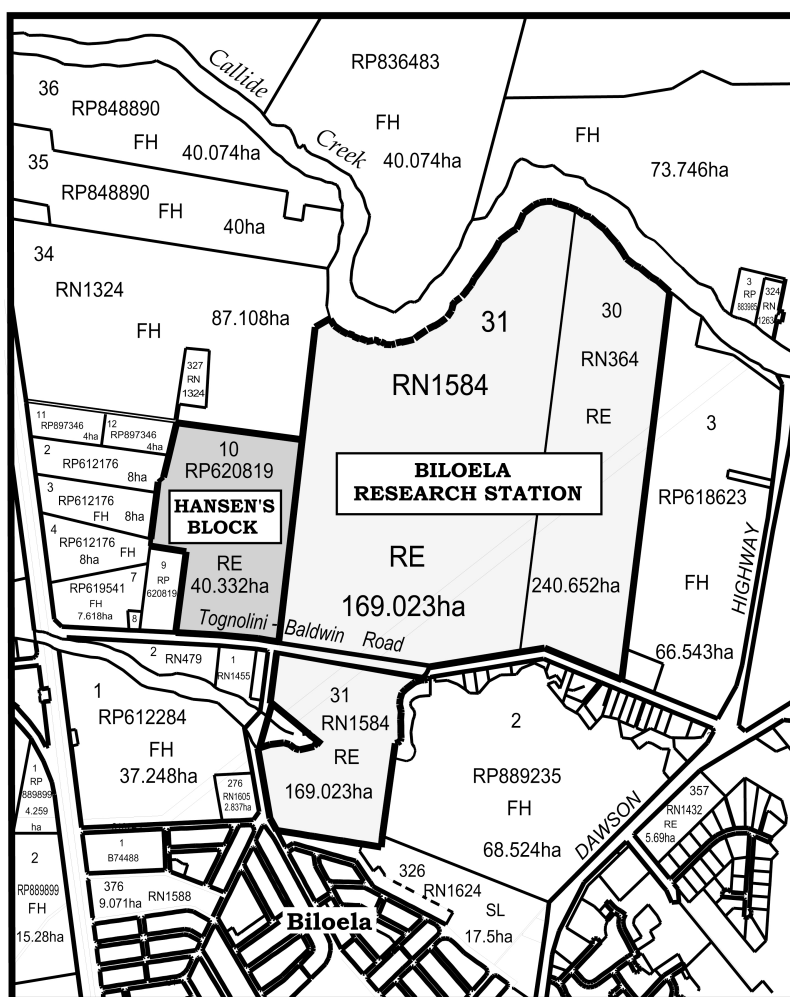 Callide
Creek
RP836483
FH
40.074ha
FH
73.746ha
36
RP848890
FH
40.074ha
35
RP848890
FH
40ha
34
RN1324
FH
87.108ha
327
RN
1324
3
RP
883985
324
RN
1263
31
RN1584
30
RN364
RE
BILOELA
RESEARCH STATION
RE
169.023ha
240.652ha
3
RP618623
FH
66.543ha
HIGHWAY
11
RP897346
4ha
12
RP897346
4ha
2
RP612176
8ha
3
RP612176
FH 8ha
4
RP612176
8ha FH
7
RP619541
FH
7.618ha
8
9
RP
620819
10
RP620819
HANSEN'S
BLOCK
RE
40.332ha
Tognolini - Baldwin Road
2 RN479
1
RN1455
1
RP612284
FH
37.248ha
276
RN1605
2.837ha
31
RN1584
RE
169.023ha
2
RP889235
FH
68.524ha
DAWSON
357
RN1432
RE
5.69ha
1
RP
889899
4.259
ha
2
RP889899
FH
15.28ha
1
B74488
376
9.071ha
RN1588
Biloela
326
RN1624
SL
17.5ha